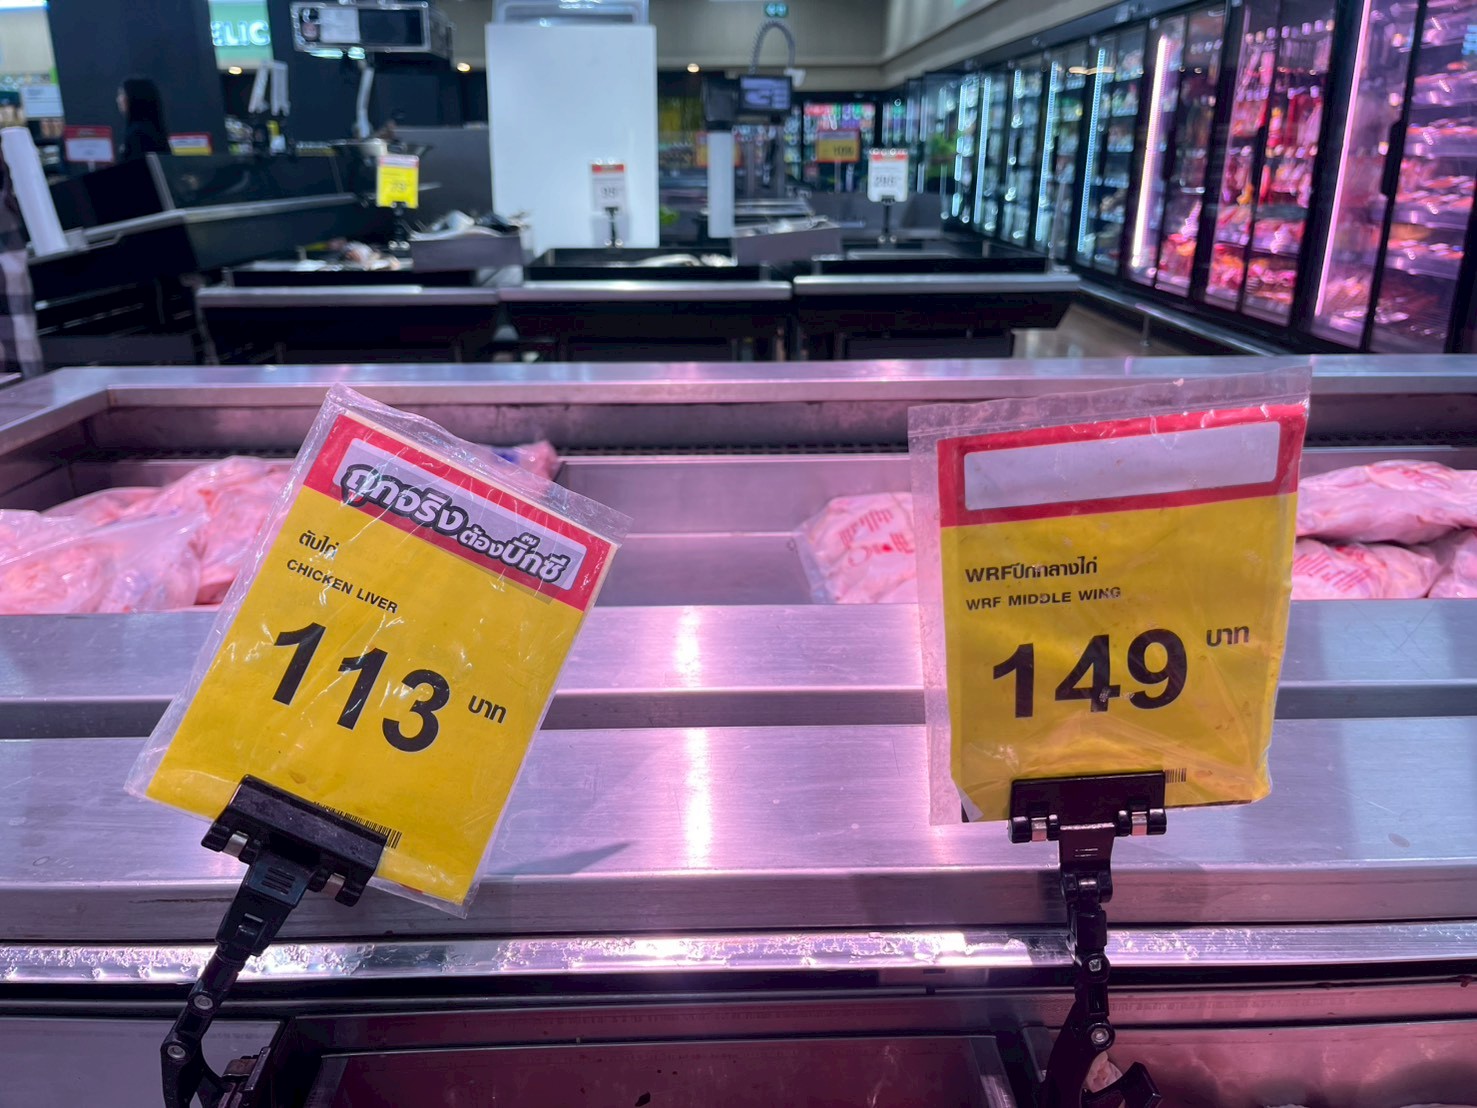 ถูกจริง ต้องบิ๊กซี
ตับไก่
CHICKEN LIVER
113 บาท
WRFปีกกลางไก่
WRF MIDDLE WING
149 บาท